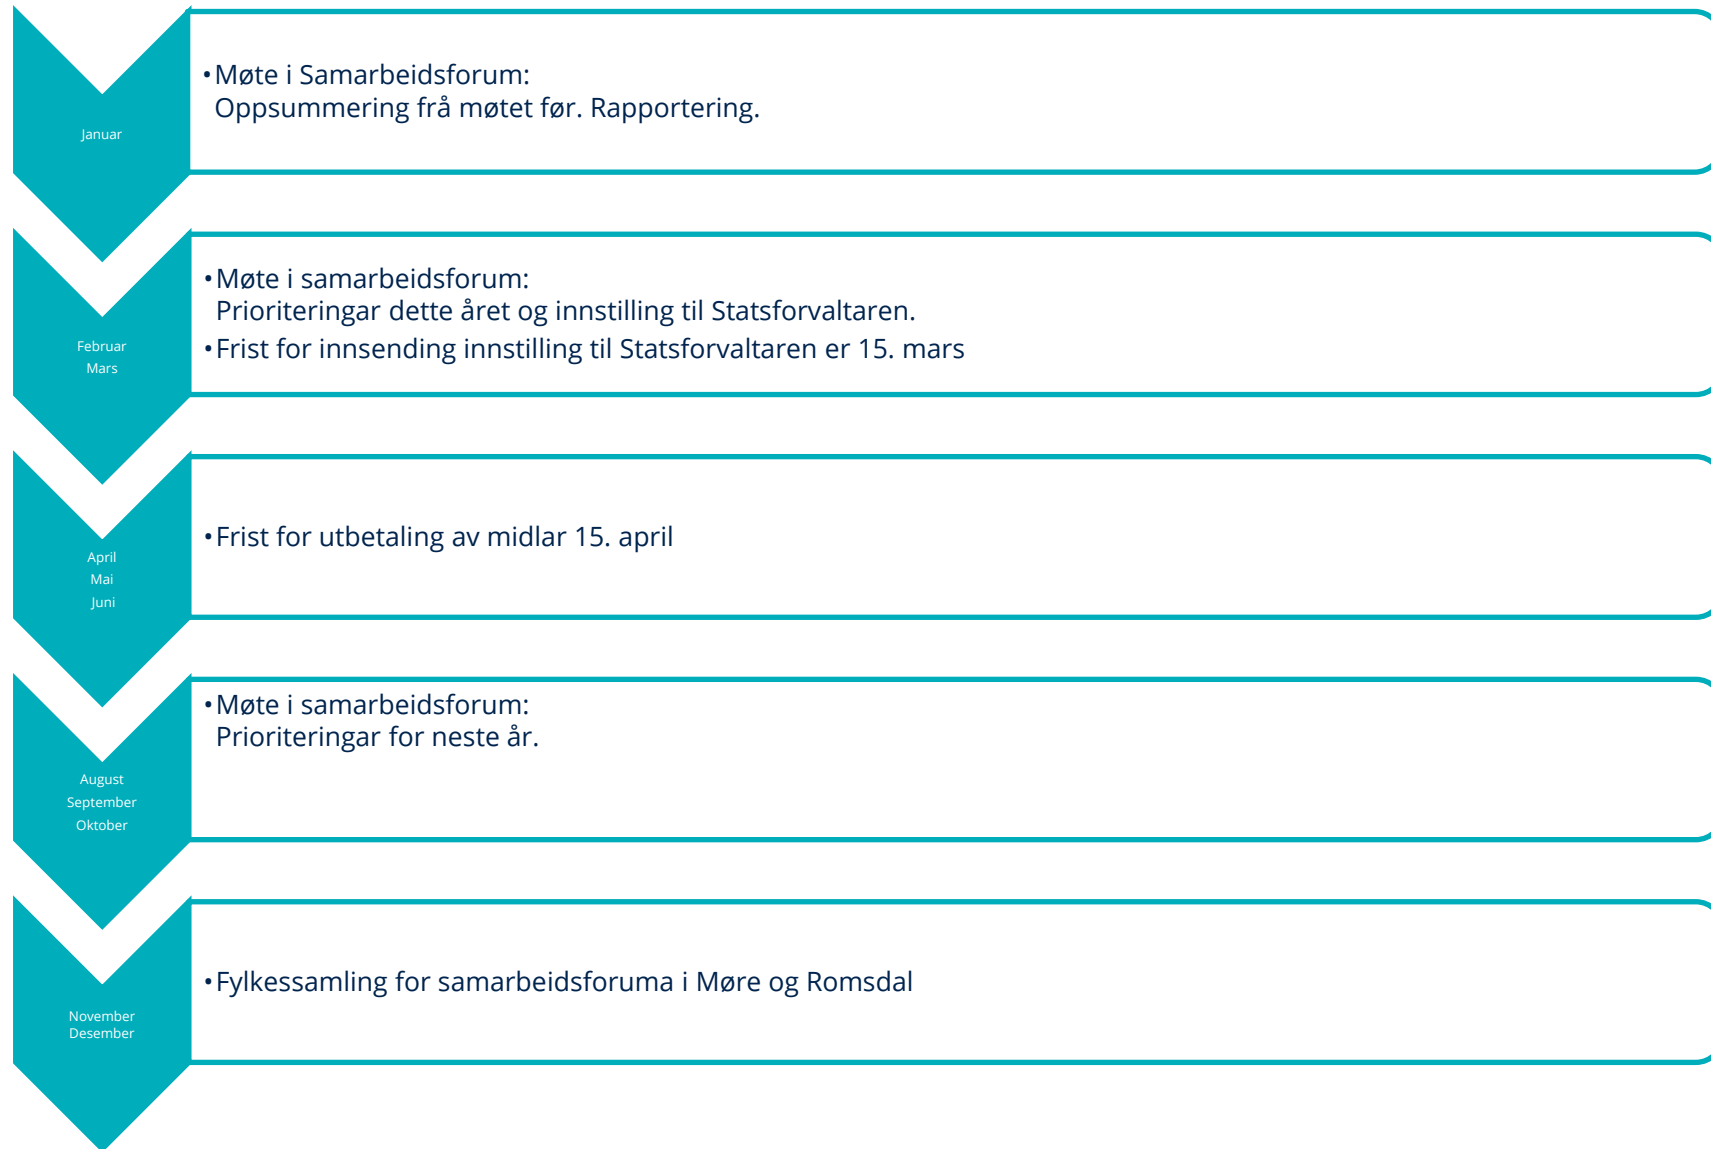 Januar
•Møte i Samarbeidsforum:
Oppsummering frå møtet før. Rapportering.
Februar
Mars
•Møte i samarbeidsforum:
Prioriteringar dette året og innstilling til Statsforvaltaren.
•Frist for innsending innstilling til Statsforvaltaren er 15. mars
April
Mai
Juni
•Frist for utbetaling av midlar 15. april
August
September
Oktober
•Møte i samarbeidsforum:
Prioriteringar for neste år.
November
Desember
•Fylkessamling for samarbeidsforuma i Møre og Romsdal